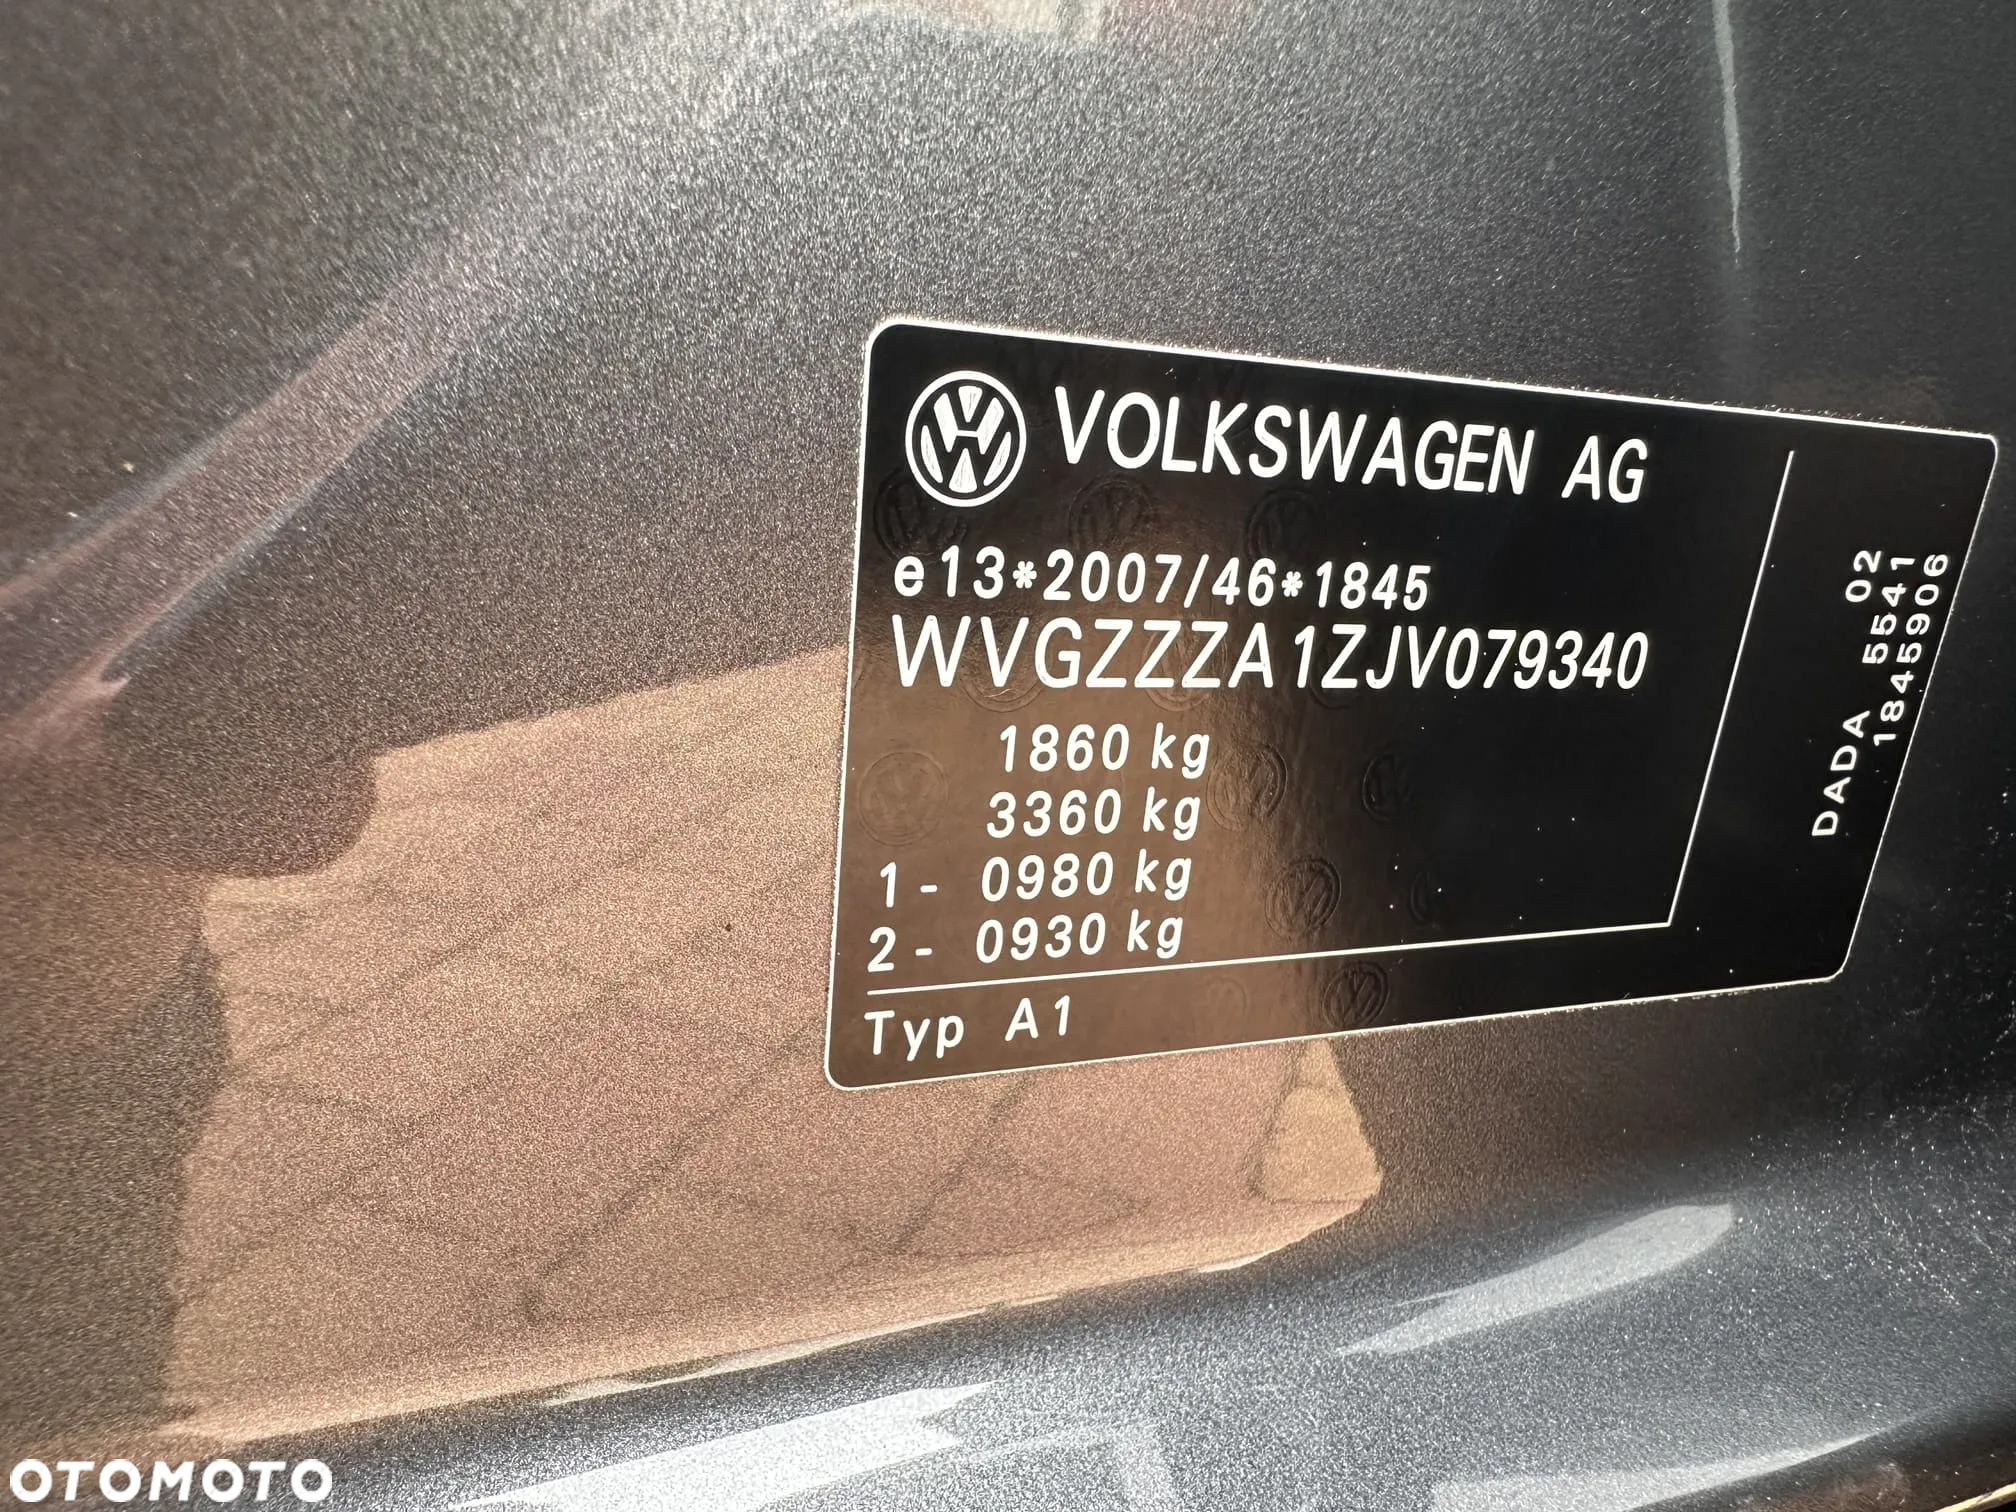 VOLKSWAGEN AG
e13*2007/46*1845
WVGZZZA1ZJV079340
1860 kg
3360 kg
1- 0980 kg
2- 0930 kg
Typ A1
02
DADA 5541
1845906
OTOMOTO